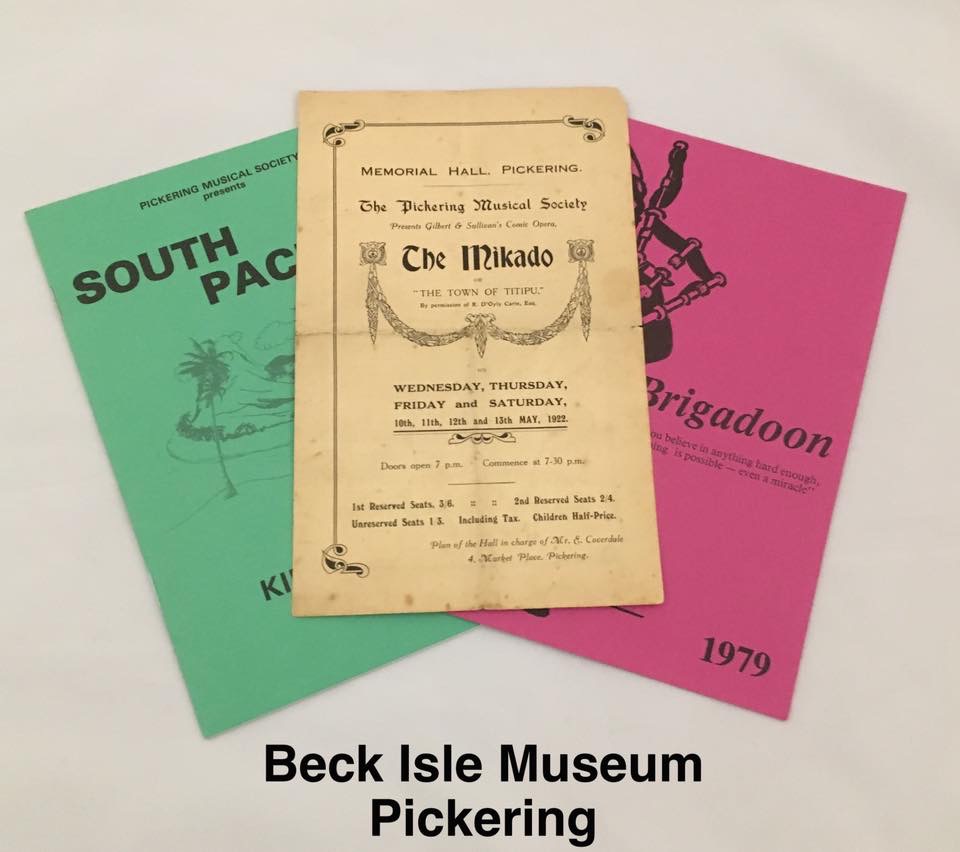 PICKERING MUSICAL SOCIETY
presents
SOUTH
PAC
KI
MEMORIAL HALL, PICKERING.
The Pickering Musical Society
Presents Gilbert & Sullivan's Comic Opera,
The Mikado
OR
"THE TOWN OF TITIPU."
By permission of R. D'Oyly Carte, Esq.
ON
WEDNESDAY, THURSDAY,
FRIDAY and SATURDAY,
10th, 11th, 12th and 13th MAY, 1922.
Doors open 7 p.m. Commence at 7-30 p.m.
1st Reserved Seats, 3/6. :: :: 2nd Reserved Seats 2/4.
Unreserved Seats 1/3. Including Tax. Children Half-Price.
Plan of the Hall in charge of Mr. E. Coverdale
4, Market Place, Pickering.
Brigadoon
ou believe in anything hard enough,
hing is possible — even a miracle"
1979
Beck Isle Museum
Pickering